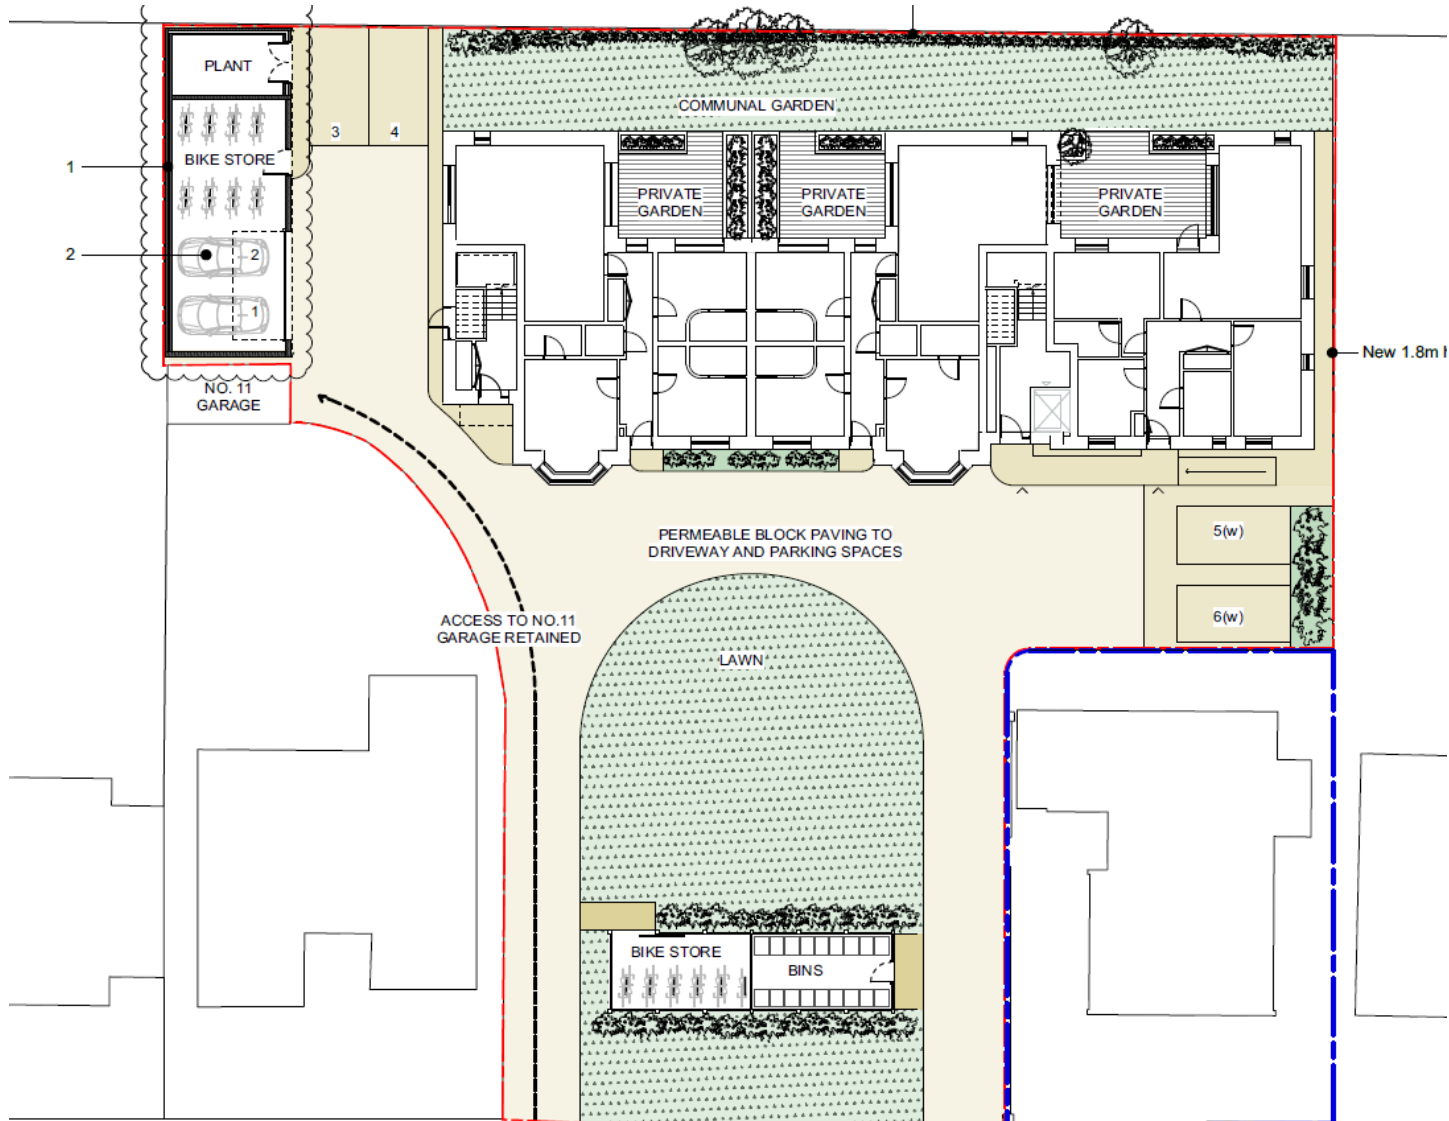 PLANT
COMMUNAL GARDEN
3
4
1
BIKE STORE
PRIVATE
GARDEN
PRIVATE
GARDEN
PRIVATE
GARDEN
2
2
1
New 1.8m h
NO. 11
GARAGE
PERMEABLE BLOCK PAVING TO
DRIVEWAY AND PARKING SPACES
5(w)
6(w)
ACCESS TO NO.11
GARAGE RETAINED
LAWN
BIKE STORE
BINS